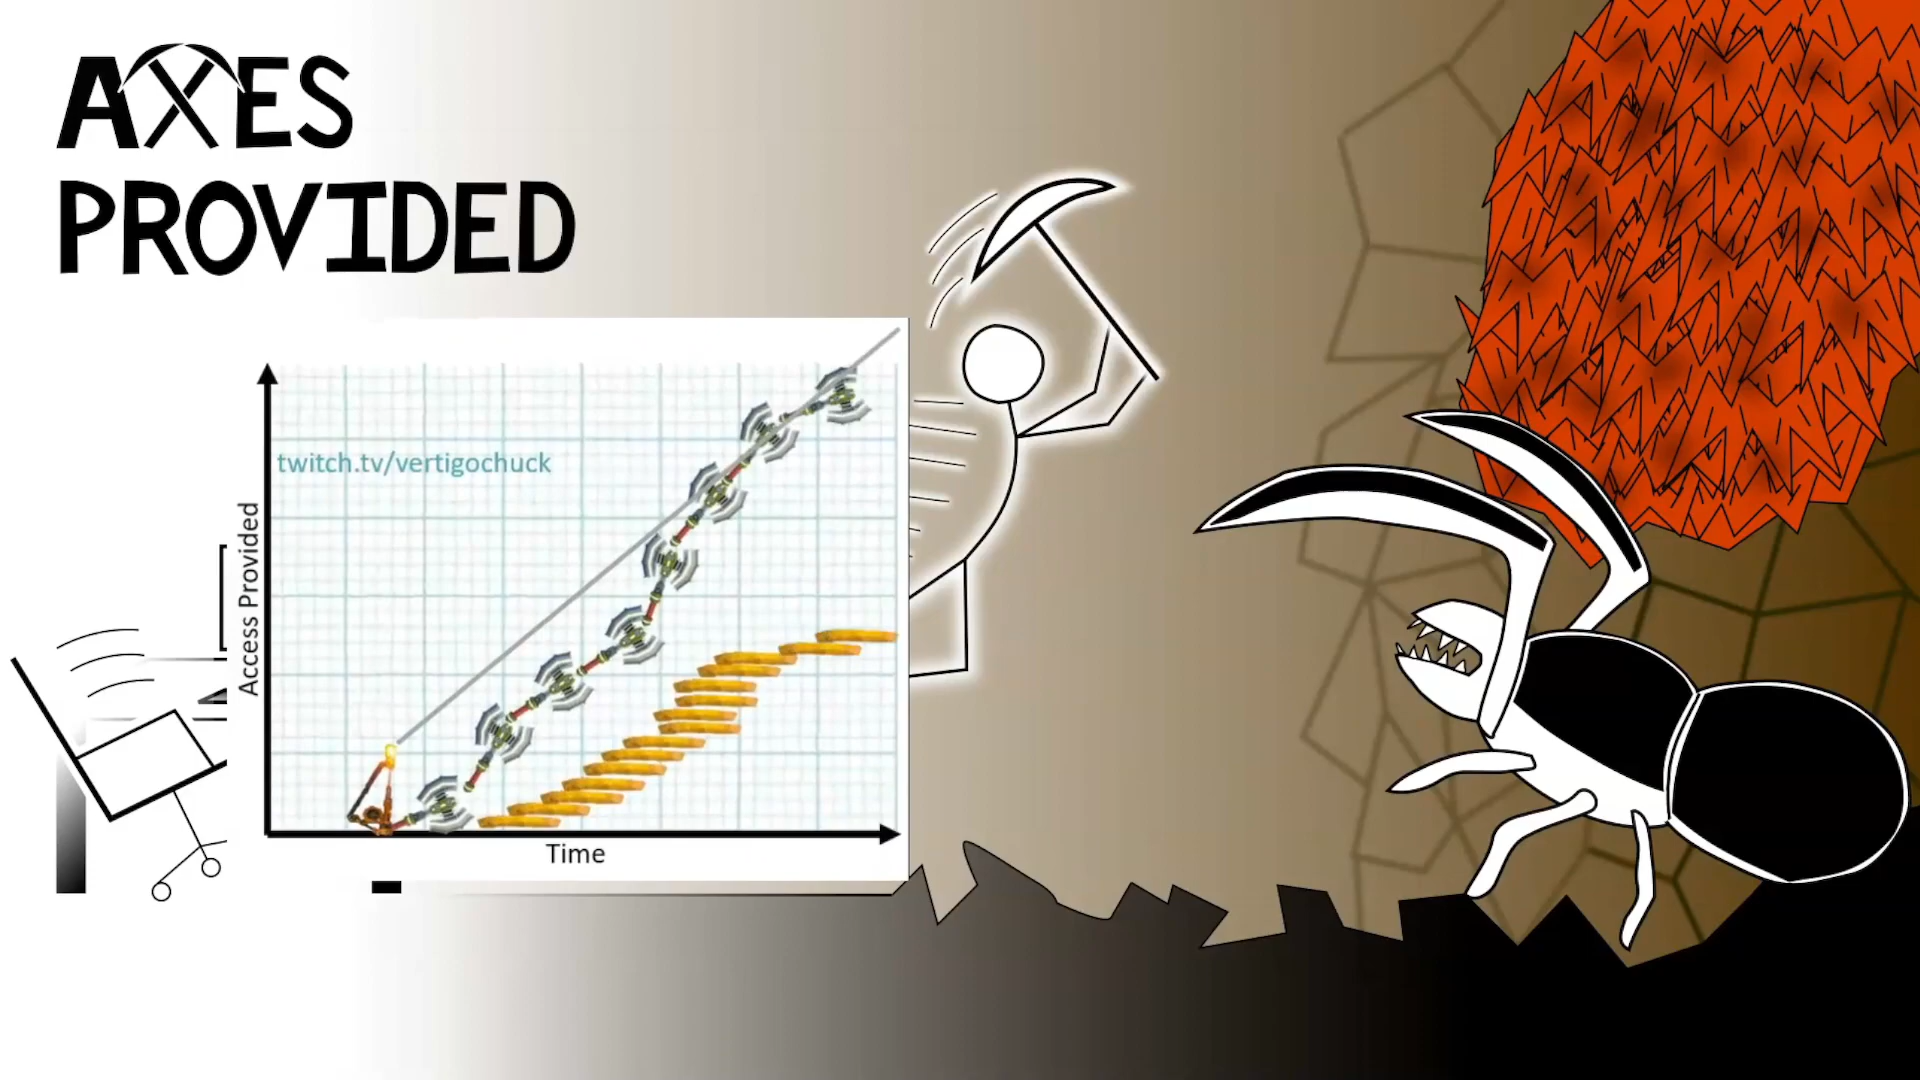 AXES
PROVIDED
twitch.tv/vertigochuck
Access Provided
Time